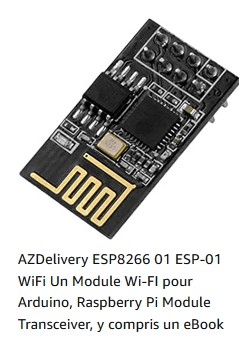 AZDelivery ESP8266 01 ESP-01
WiFi Un Module Wi-FI pour
Arduino, Raspberry Pi Module
Transceiver, y compris un eBook